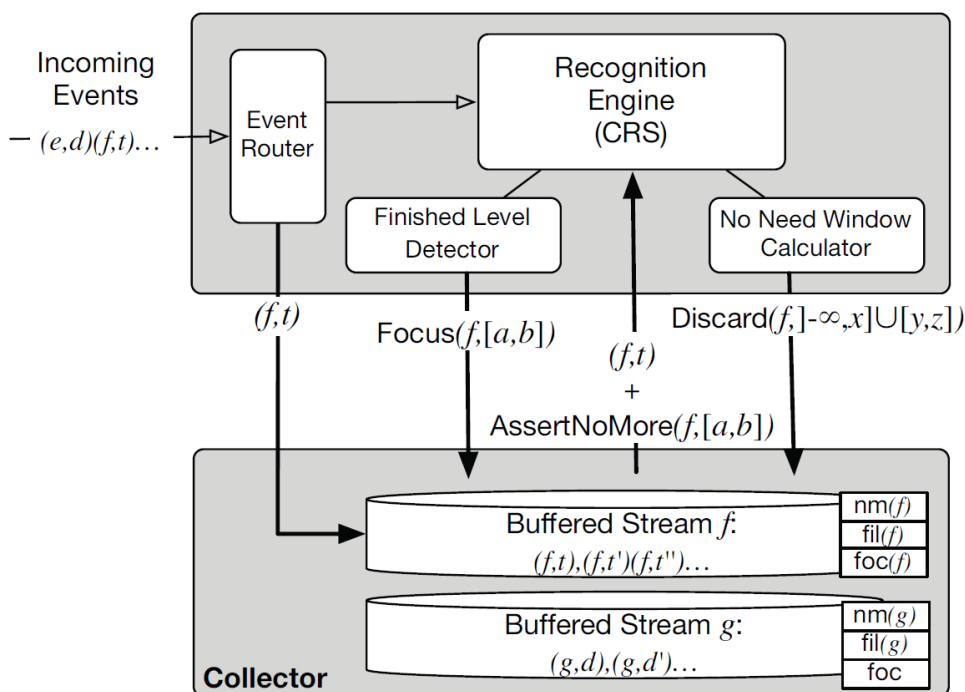 Incoming
Events
(e,d)(f,t)...
Event
Router
Recognition
Engine
(CRS)
Finished Level
Detector
No Need Window
Calculator
(f,t)
Focus(f,[a,b])
(f,t)
+
AssertNoMore(f,[a,b])
Discard(f,]-∞,x]∪[y,z])
Buffered Stream f:
(f,t),(f,t')(f,t'')...
nm(f)
fil(f)
foc(f)
Buffered Stream g:
(g,d),(g,d')...
nm(g)
fil(g)
foc
Collector